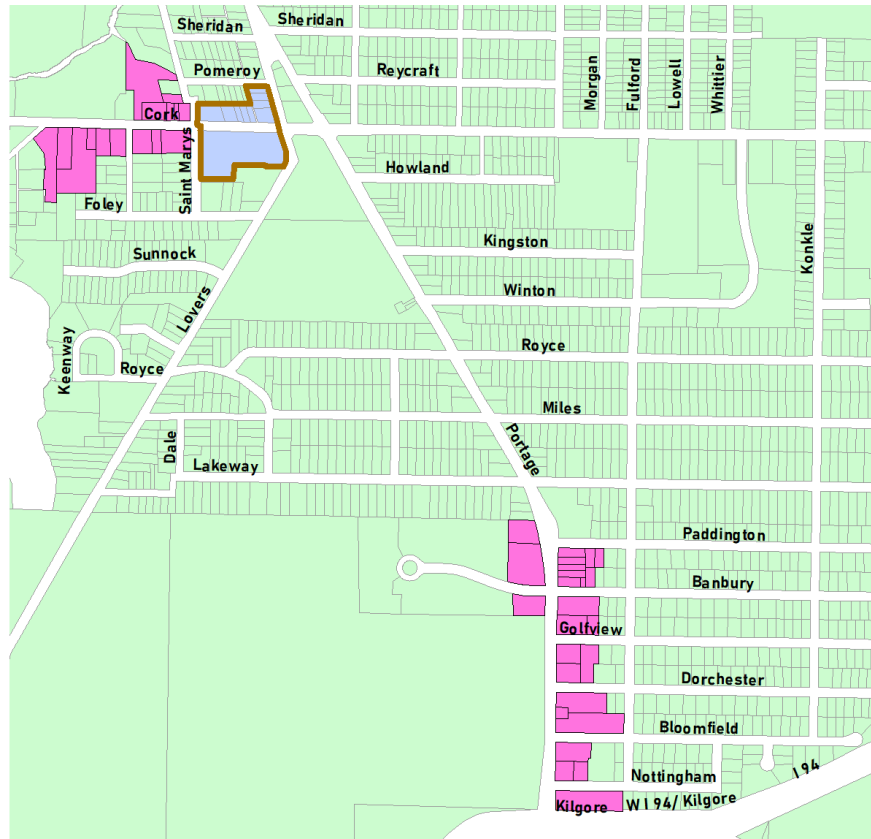 Sheridan
Sheridan
Pomeroy
Reycraft
Morgan
Fulford
Lowell
Whittier
Cork
Saint Marys
Howland
Foley
Kingston
Konkle
Sunnock
Winton
Lovers
Keenway
Royce
Royce
Miles
Dale
Lakeway
Portage
Paddington
Banbury
Golfview
Dorchester
Bloomfield
Nottingham
I 94
Kilgore
W I 94/ Kilgore